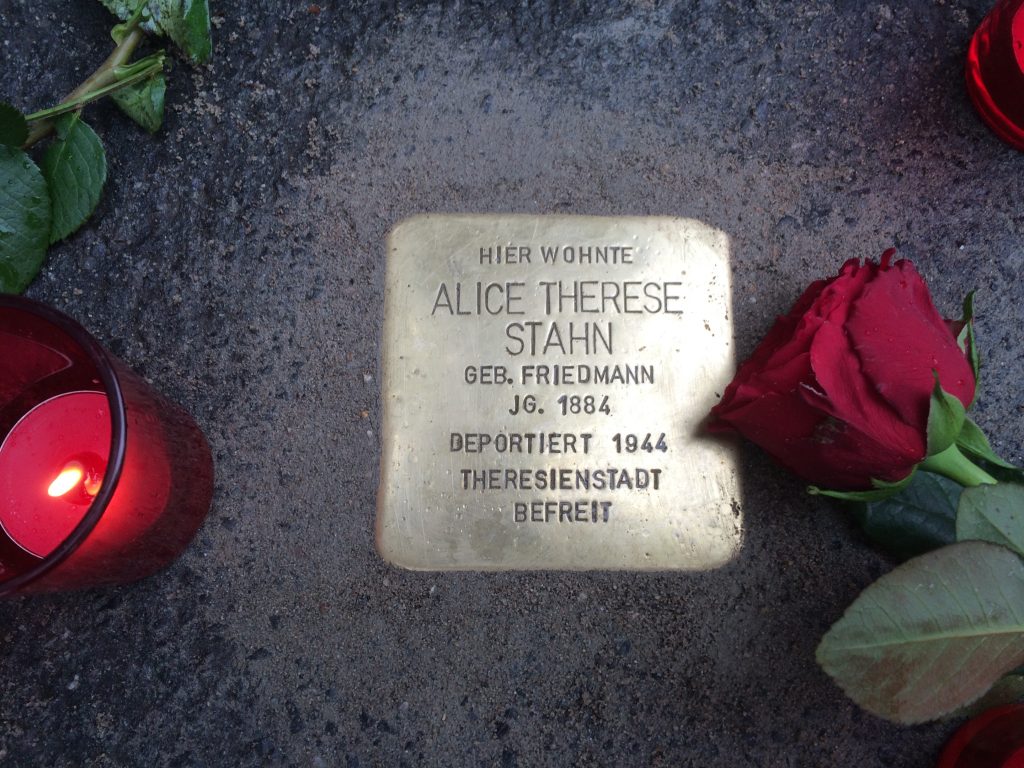 HIER WOHNTE
ALICE THERESE
STAHN
GEB. FRIEDMANN
JG. 1884
DEPORTIERT 1944
THERESIENSTADT
BEFREIT